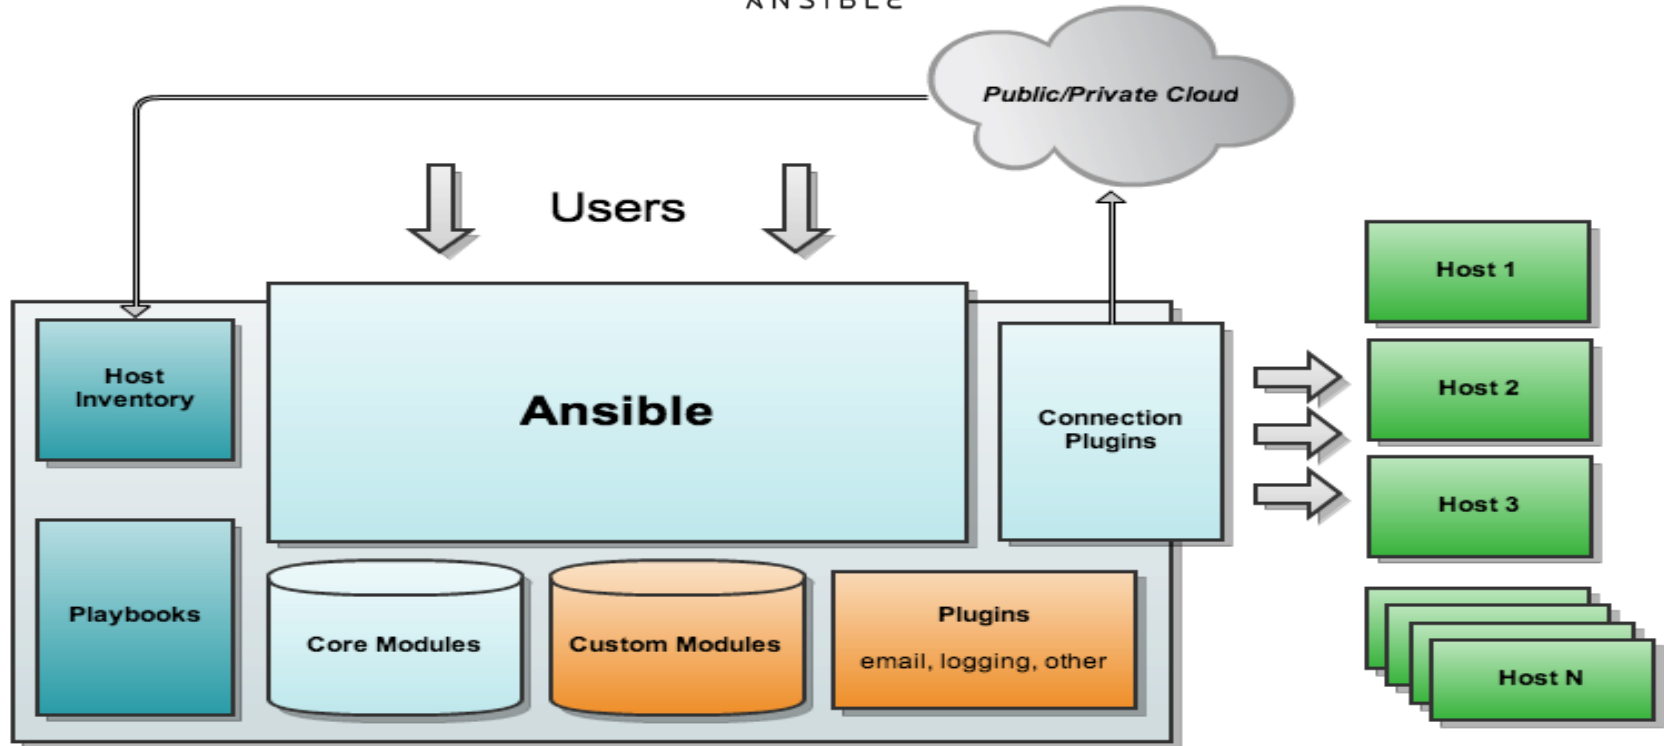 ANSIBLE
Public/Private Cloud
Users
Host 1
Host
Inventory
Ansible
Connection
Plugins
Host 2
Host 3
Playbooks
Core Modules
Custom Modules
Plugins
email, logging, other
Host N